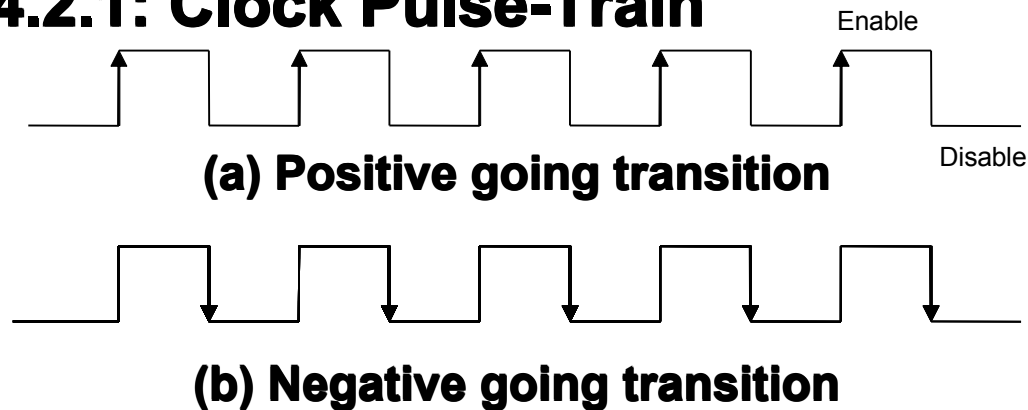 4.2.1: Clock Pulse-Train
Enable
(a) Positive going transition
Disable
(b) Negative going transition